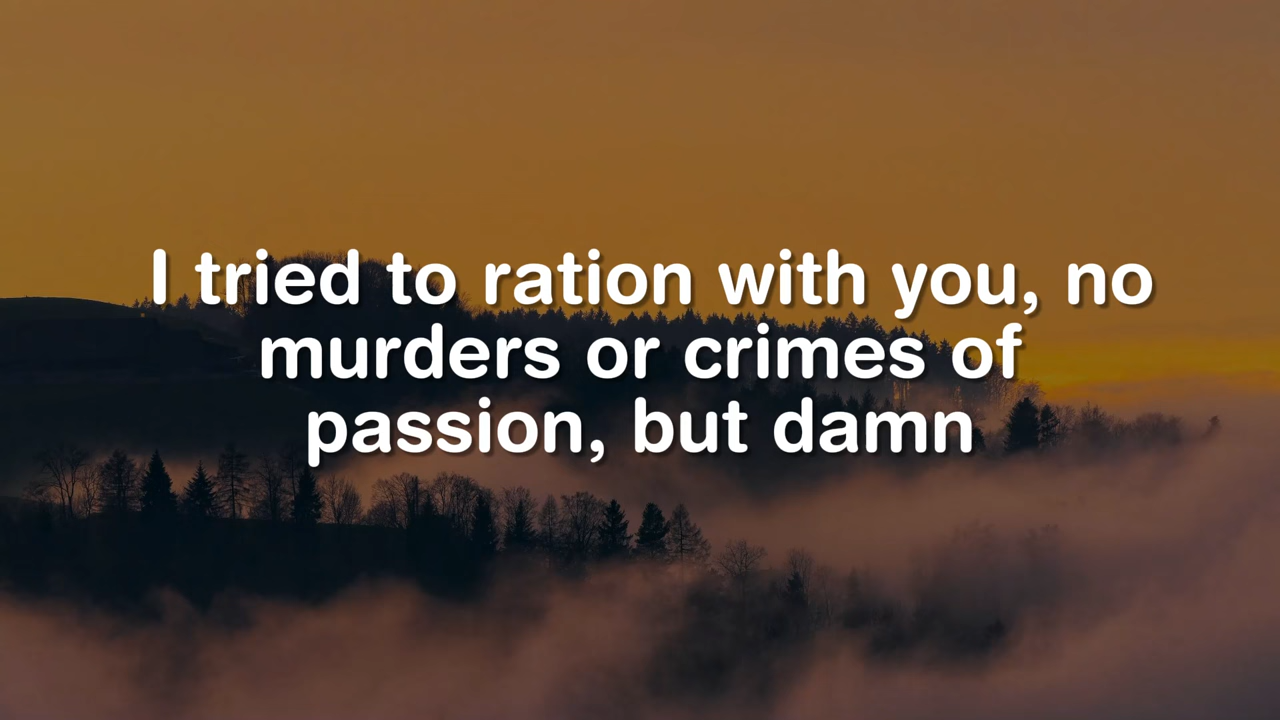 I tried to ration with you, no
murders or crimes of
passion, but damn